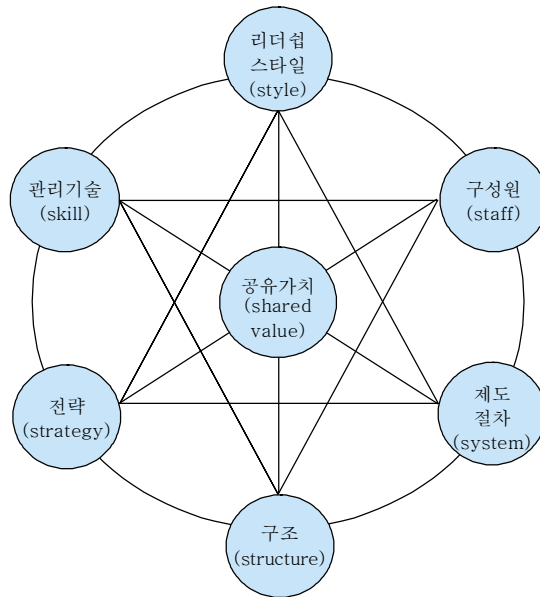 리더쉽
스타일
(style)
관리기술
(skill)
구성원
(staff)
공유가치
(shared
value)
전략
(strategy)
제도
절차
(system)
구조
(structure)